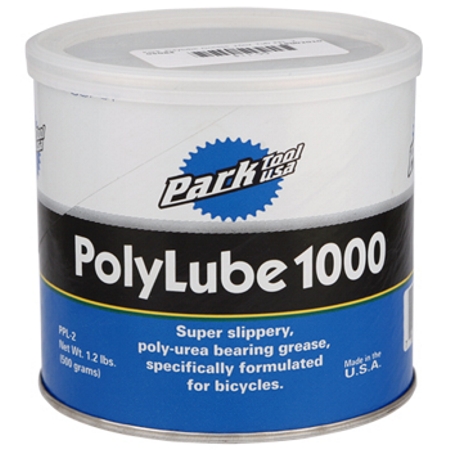 Park Tool usa
PolyLube 1000
PPL-2
Net Wt. 1.2 lbs.
(500 grams)
Super slippery,
poly-urea bearing grease,
specifically formulated
for bicycles.
Made in the
U.S.A.